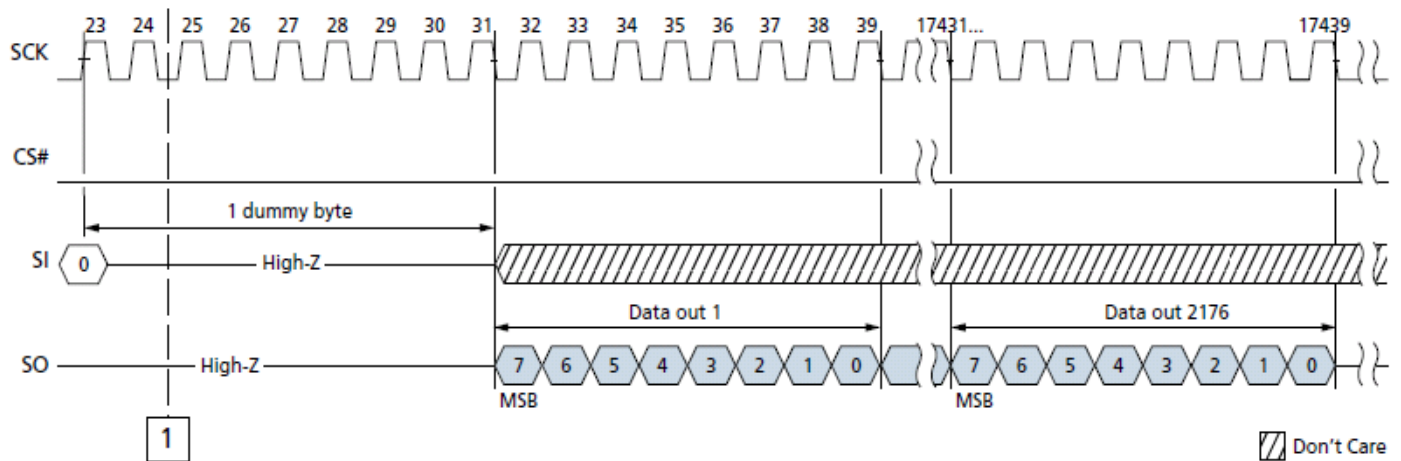 23 24 25 26 27 28 29 30 31 32 33 34 35 36 37 38 39 17431... 17439
SCK
CS#
1 dummy byte
SI 0 High-Z
Data out 1 Data out 2176
SO High-Z 7 6 5 4 3 2 1 0 7 6 5 4 3 2 1 0
MSB MSB
1
Don't Care